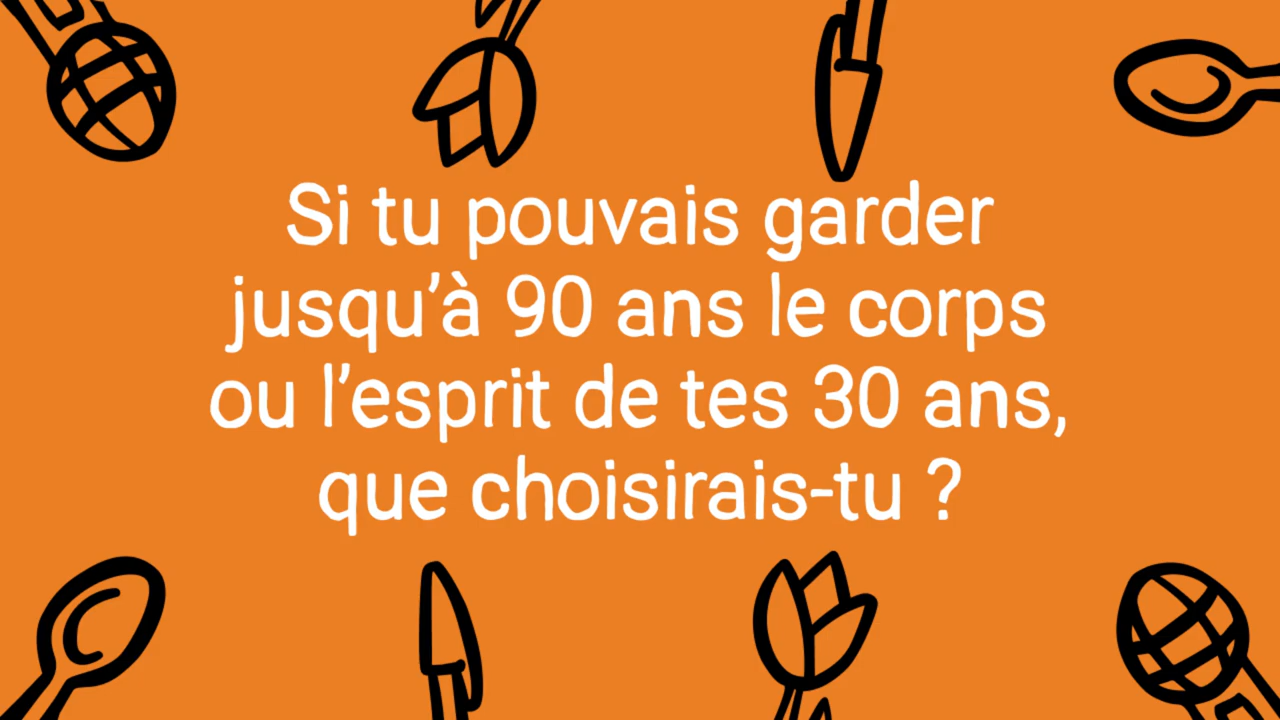 Si tu pouvais garder
jusqu’à 90 ans le corps
ou l’esprit de tes 30 ans,
que choisirais-tu ?